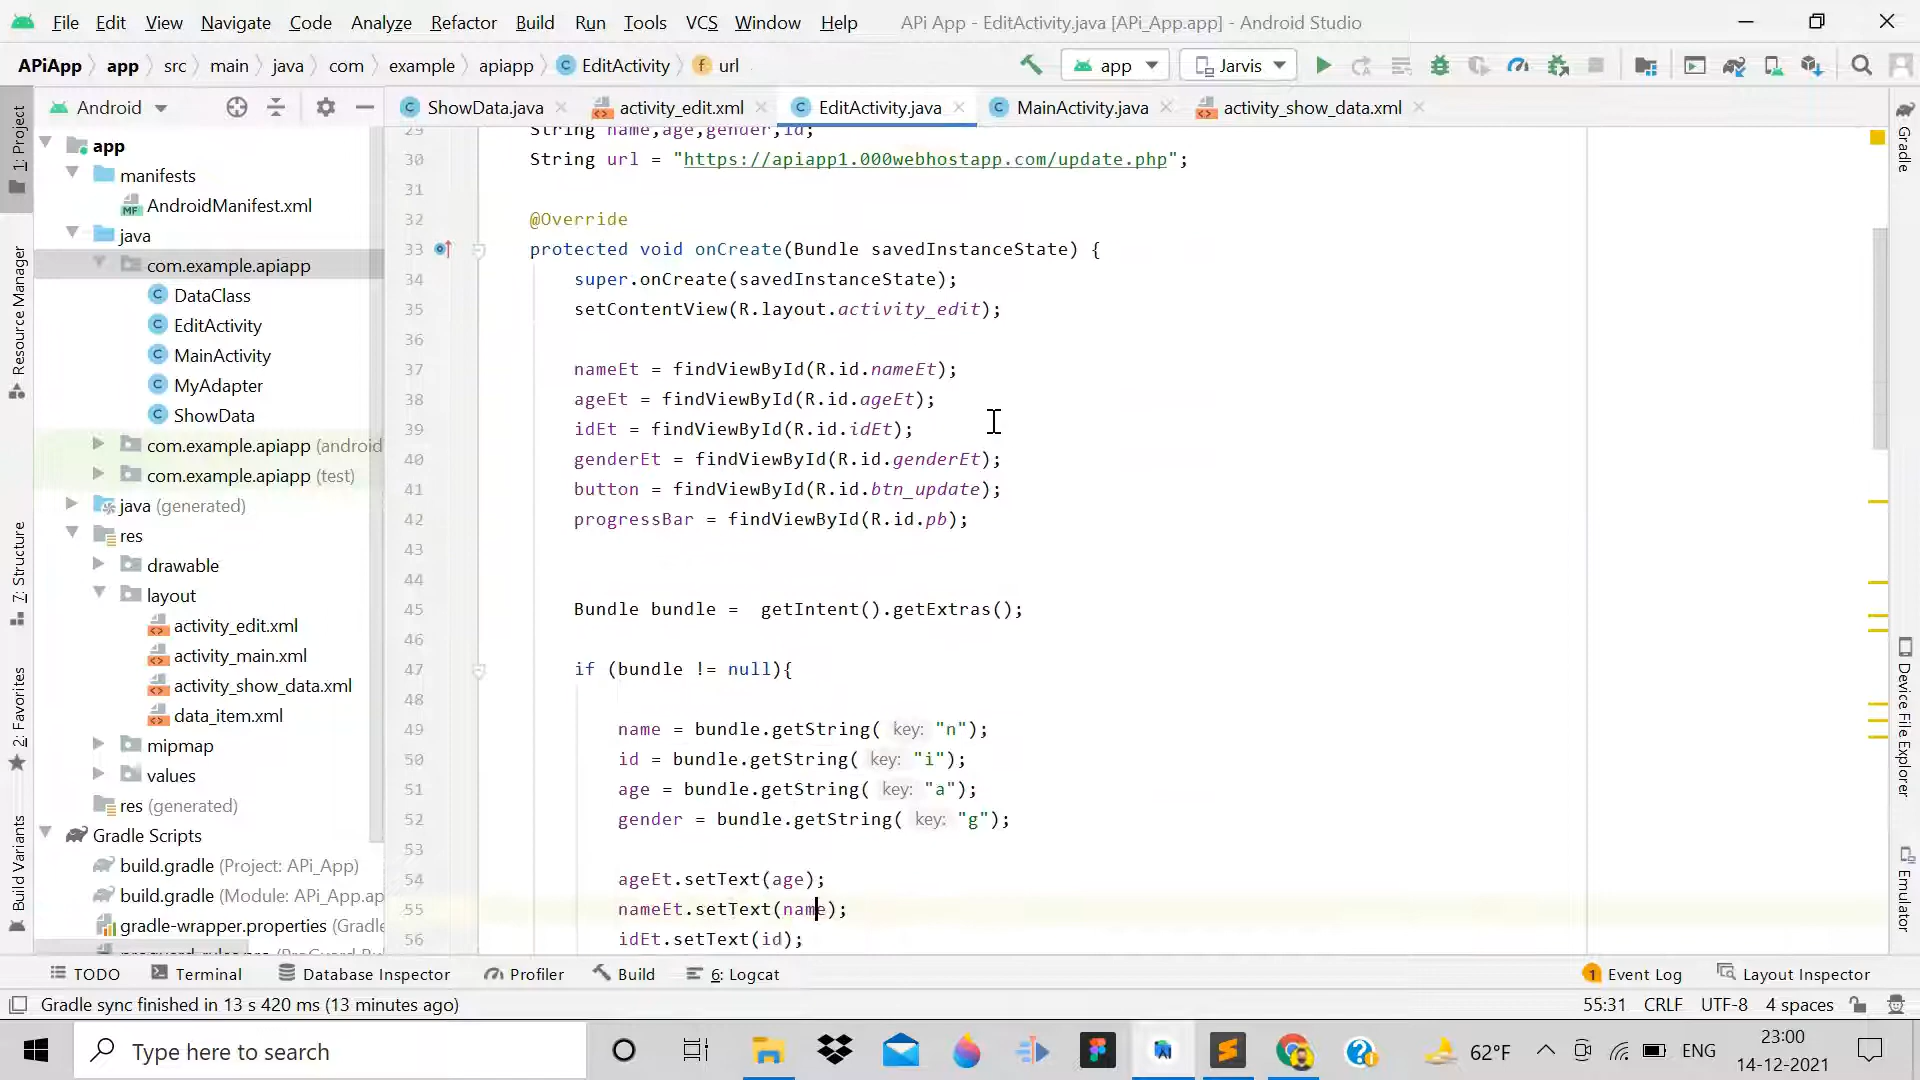 File Edit View Navigate Code Analyze Refactor Build Run Tools VCS Window Help APi App - EditActivity.java [APi_App.app] - Android Studio
APiApp app src main java com example apiapp EditActivity url app Jarvis
Android ShowData.java activity_edit.xml EditActivity.java MainActivity.java activity_show_data.xml
1: Project
Resource Manager
7: Structure
2: Favorites
Build Variants
app
manifests
AndroidManifest.xml
java
com.example.apiapp
DataClass
EditActivity
MainActivity
MyAdapter
ShowData
com.example.apiapp (android
com.example.apiapp (test)
java (generated)
res
drawable
layout
activity_edit.xml
activity_main.xml
activity_show_data.xml
data_item.xml
mipmap
values
res (generated)
Gradle Scripts
build.gradle (Project: APi_App)
build.gradle (Module: APi_App.ap
gradle-wrapper.properties (Gradle
29 String name,age,gender,id;
30 String url = "https://apiapp1.000webhostapp.com/update.php";
31
32 @Override
33 protected void onCreate(Bundle savedInstanceState) {
34 super.onCreate(savedInstanceState);
35 setContentView(R.layout.activity_edit);
36
37 nameEt = findViewById(R.id.nameEt);
38 ageEt = findViewById(R.id.ageEt);
39 idEt = findViewById(R.id.idEt);
40 genderEt = findViewById(R.id.genderEt);
41 button = findViewById(R.id.btn_update);
42 progressBar = findViewById(R.id.pb);
43
44
45 Bundle bundle =  getIntent().getExtras();
46
47 if (bundle != null){
48
49 name = bundle.getString( key: "n");
50 id = bundle.getString( key: "i");
51 age = bundle.getString( key: "a");
52 gender = bundle.getString( key: "g");
53
54 ageEt.setText(age);
55 nameEt.setText(name);
56 idEt.setText(id);
Gradle
Device File Explorer
Emulator
TODO Terminal Database Inspector Profiler Build 6: Logcat 1 Event Log Layout Inspector
Gradle sync finished in 13 s 420 ms (13 minutes ago) 55:31 CRLF UTF-8 4 spaces
Type here to search 62°F ENG 23:00
14-12-2021